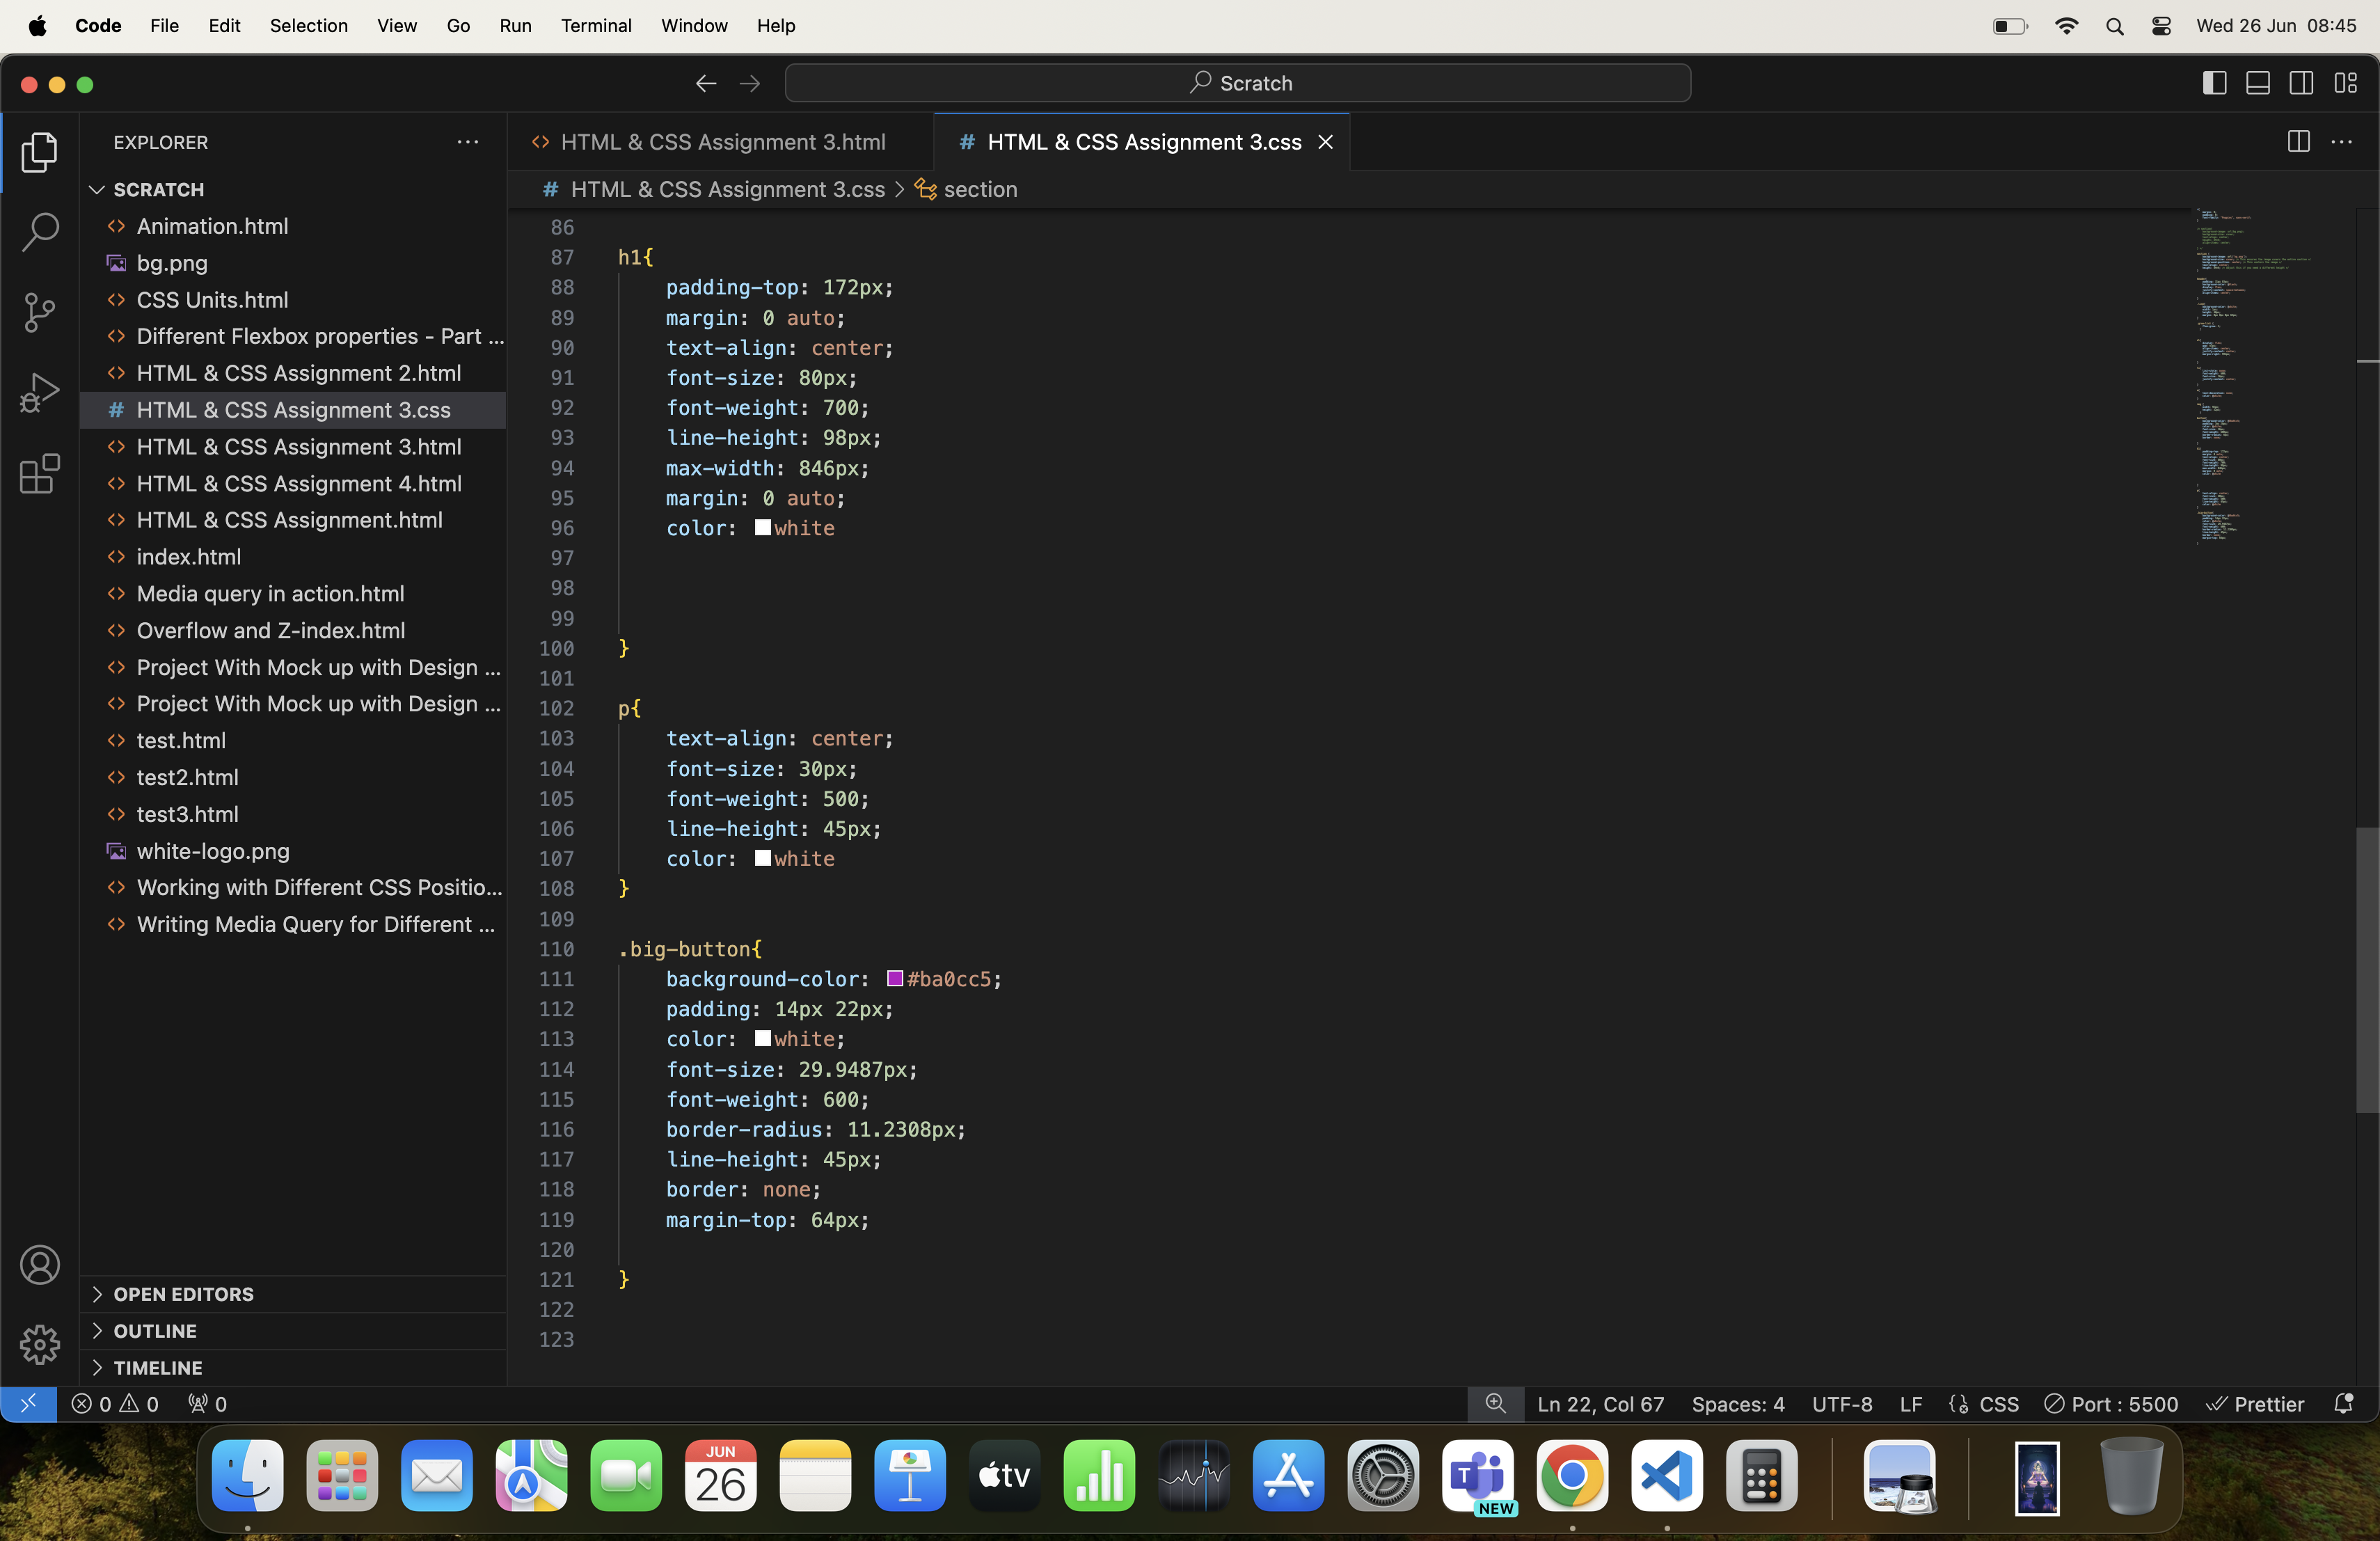 Code File Edit Selection View Go Run Terminal Window Help Wed 26 Jun 08:45
Scratch
EXPLORER
SCRATCH
Animation.html
bg.png
CSS Units.html
Different Flexbox properties - Part ...
HTML & CSS Assignment 2.html
HTML & CSS Assignment 3.css
HTML & CSS Assignment 3.html
HTML & CSS Assignment 4.html
HTML & CSS Assignment.html
index.html
Media query in action.html
Overflow and Z-index.html
Project With Mock up with Design ...
Project With Mock up with Design ...
test.html
test2.html
test3.html
white-logo.png
Working with Different CSS Positio...
Writing Media Query for Different ...
OPEN EDITORS
OUTLINE
TIMELINE
HTML & CSS Assignment 3.html # HTML & CSS Assignment 3.css
# HTML & CSS Assignment 3.css > section
86
87 h1{
88 padding-top: 172px;
89 margin: 0 auto;
90 text-align: center;
91 font-size: 80px;
92 font-weight: 700;
93 line-height: 98px;
94 max-width: 846px;
95 margin: 0 auto;
96 color: white
97
98
99
100 }
101
102 p{
103 text-align: center;
104 font-size: 30px;
105 font-weight: 500;
106 line-height: 45px;
107 color: white
108 }
109
110 .big-button{
111 background-color: #ba0cc5;
112 padding: 14px 22px;
113 color: white;
114 font-size: 29.9487px;
115 font-weight: 600;
116 border-radius: 11.2308px;
117 line-height: 45px;
118 border: none;
119 margin-top: 64px;
120
121 }
122
123
0 0 0 Ln 22, Col 67 Spaces: 4 UTF-8 LF CSS Port : 5500 Prettier
JUN
26
tv
T
NEW